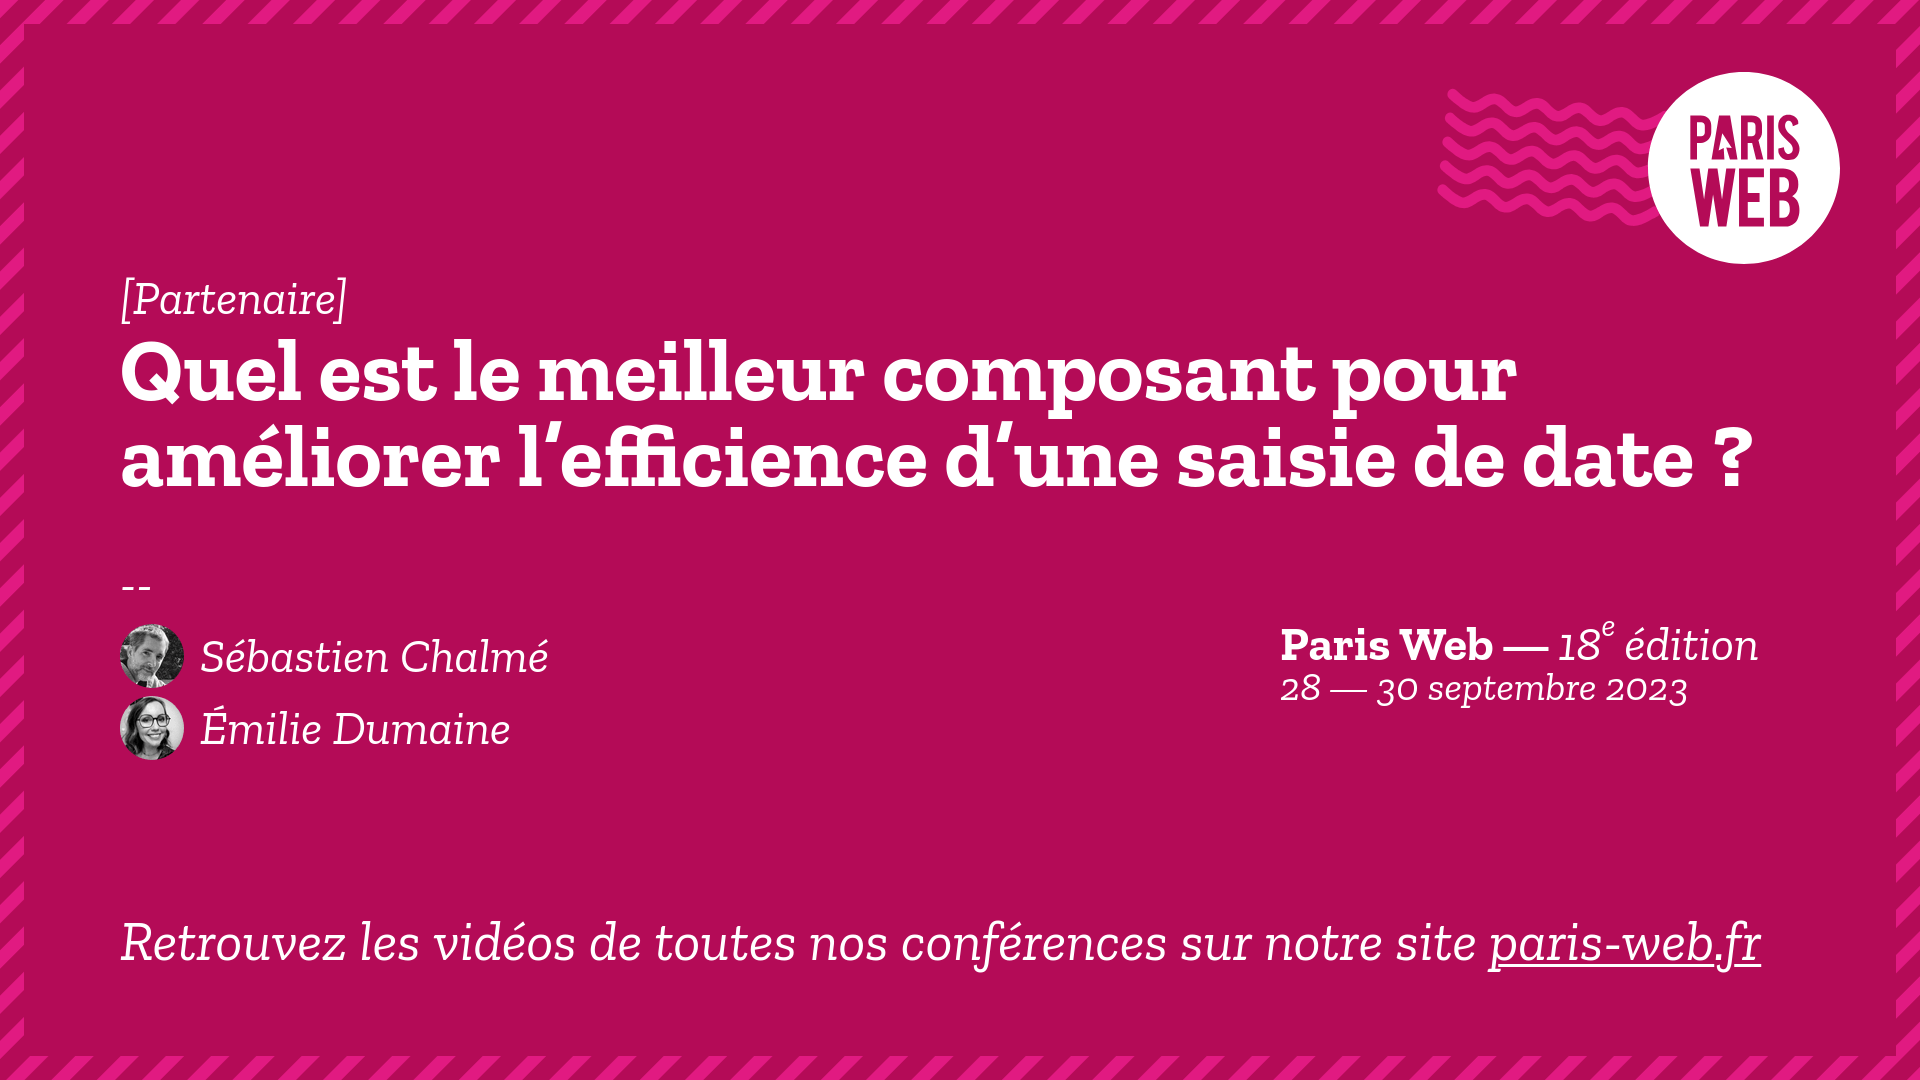 PARIS
WEB
[Partenaire]
Quel est le meilleur composant pour
améliorer l’efficience d’une saisie de date ?
--
Sébastien Chalmé
Émilie Dumaine
Paris Web — 18e édition
28 — 30 septembre 2023
Retrouvez les vidéos de toutes nos conférences sur notre site paris-web.fr